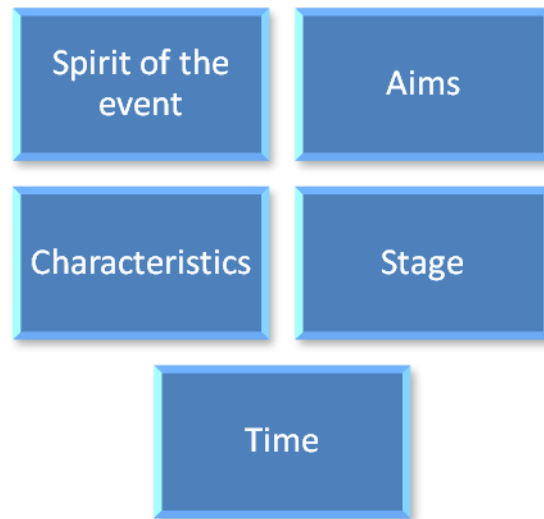 Spirit of the
event
Aims
Characteristics
Stage
Time